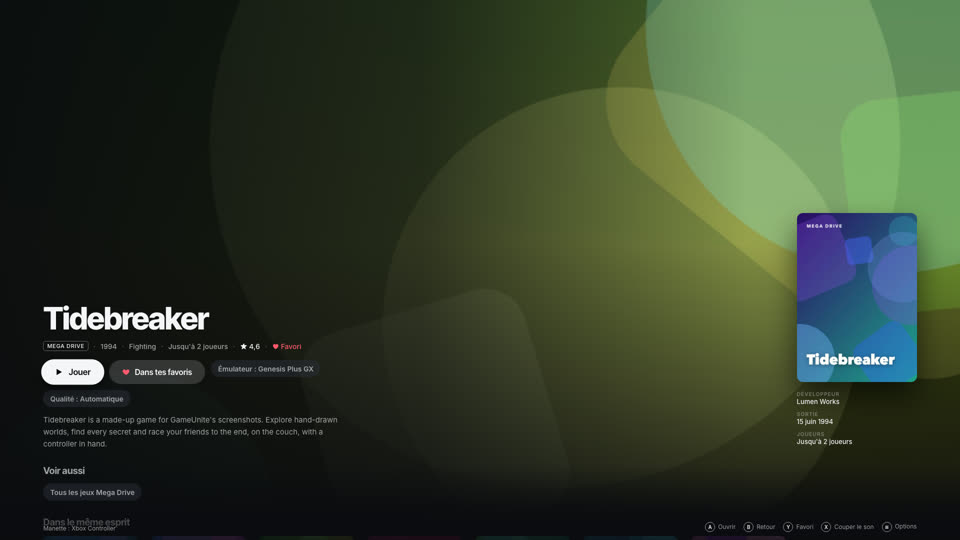 MEGA DRIVE
Tidebreaker
Tidebreaker
MEGA DRIVE · 1994 · Fighting · Jusqu'à 2 joueurs · ★ 4,6 · Favori
Jouer
Dans tes favoris
Émulateur : Genesis Plus GX
Qualité : Automatique
Tidebreaker is a made-up game for GameUnite's screenshots. Explore hand-drawn
worlds, find every secret and race your friends to the end, on the couch, with a
controller in hand.
DÉVELOPPEUR
Lumen Works
SORTIE
15 juin 1994
JOUEURS
Jusqu'à 2 joueurs
Voir aussi
Tous les jeux Mega Drive
Dans le même esprit
Manette : Xbox Controller
A Ouvrir
B Retour
Y Favori
X Couper le son
Options